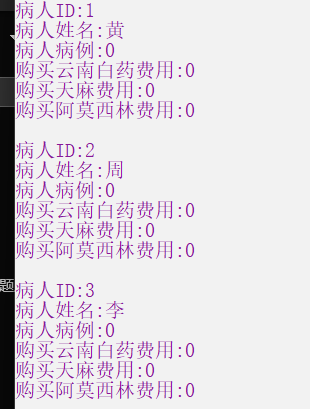 病人ID:1
病人姓名:黄
病人病例:0
购买云南白药费用:0
购买天麻费用:0
购买阿莫西林费用:0
病人ID:2
病人姓名:周
病人病例:0
购买云南白药费用:0
购买天麻费用:0
购买阿莫西林费用:0
题
病人ID:3
病人姓名:李
病人病例:0
购买云南白药费用:0
购买天麻费用:0
购买阿莫西林费用:0